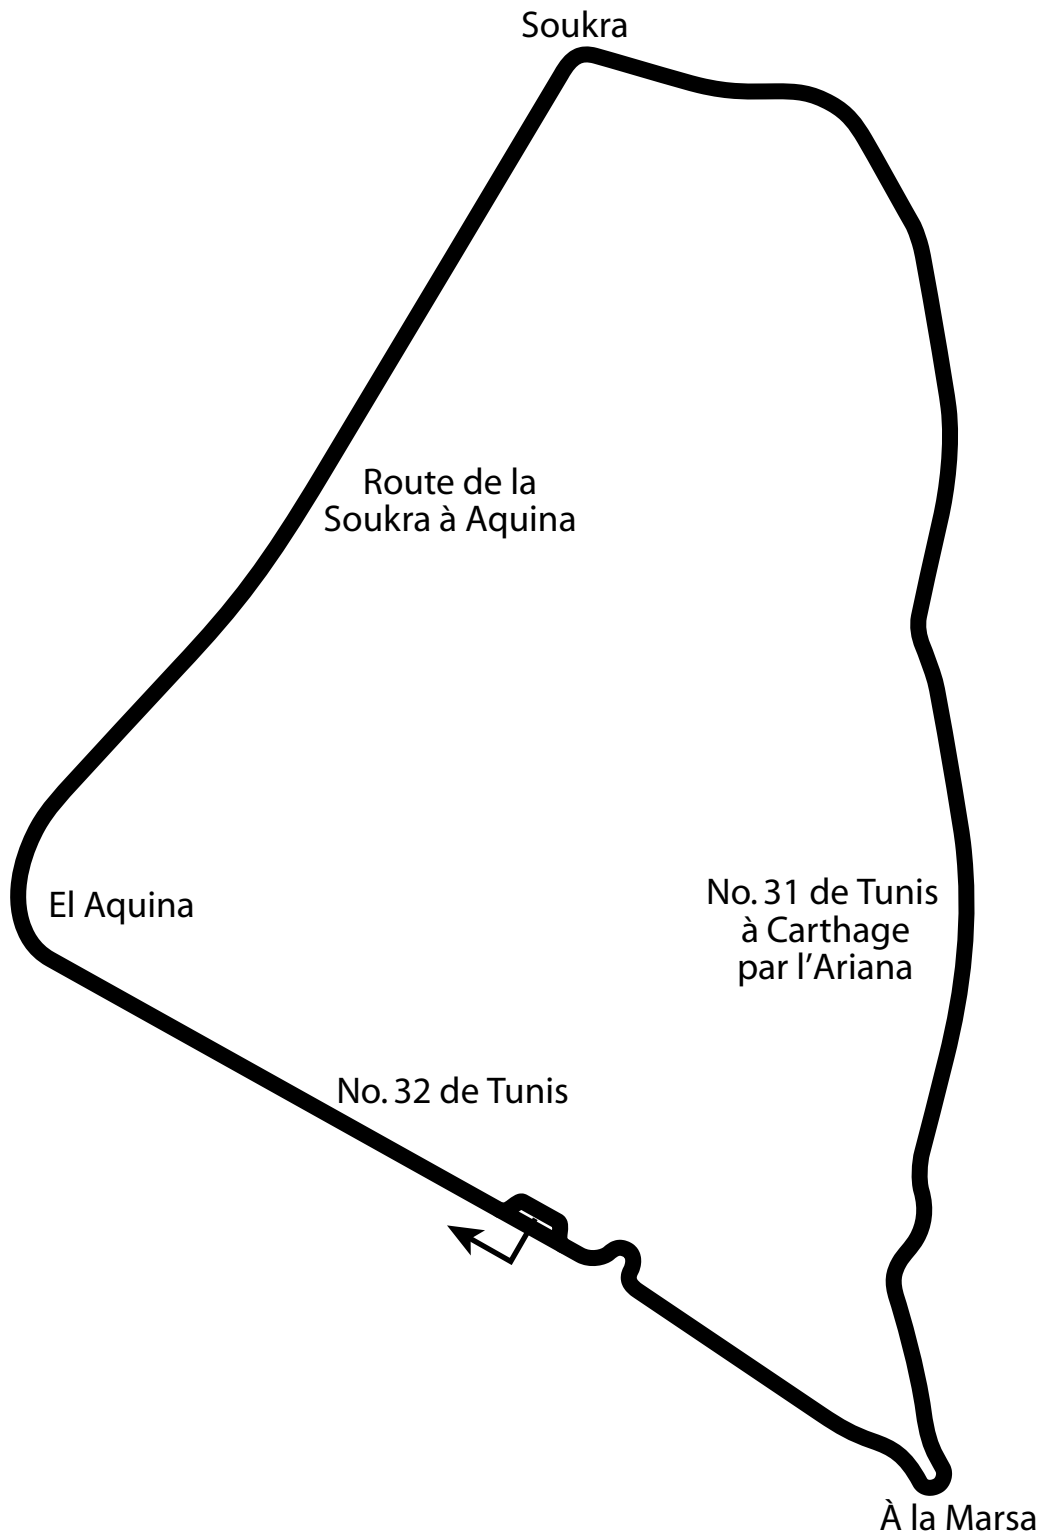 Soukra
Route de la
Soukra à Aquina
El Aquina
No. 31 de Tunis
à Carthage
par l’Ariana
No. 32 de Tunis
À la Marsa